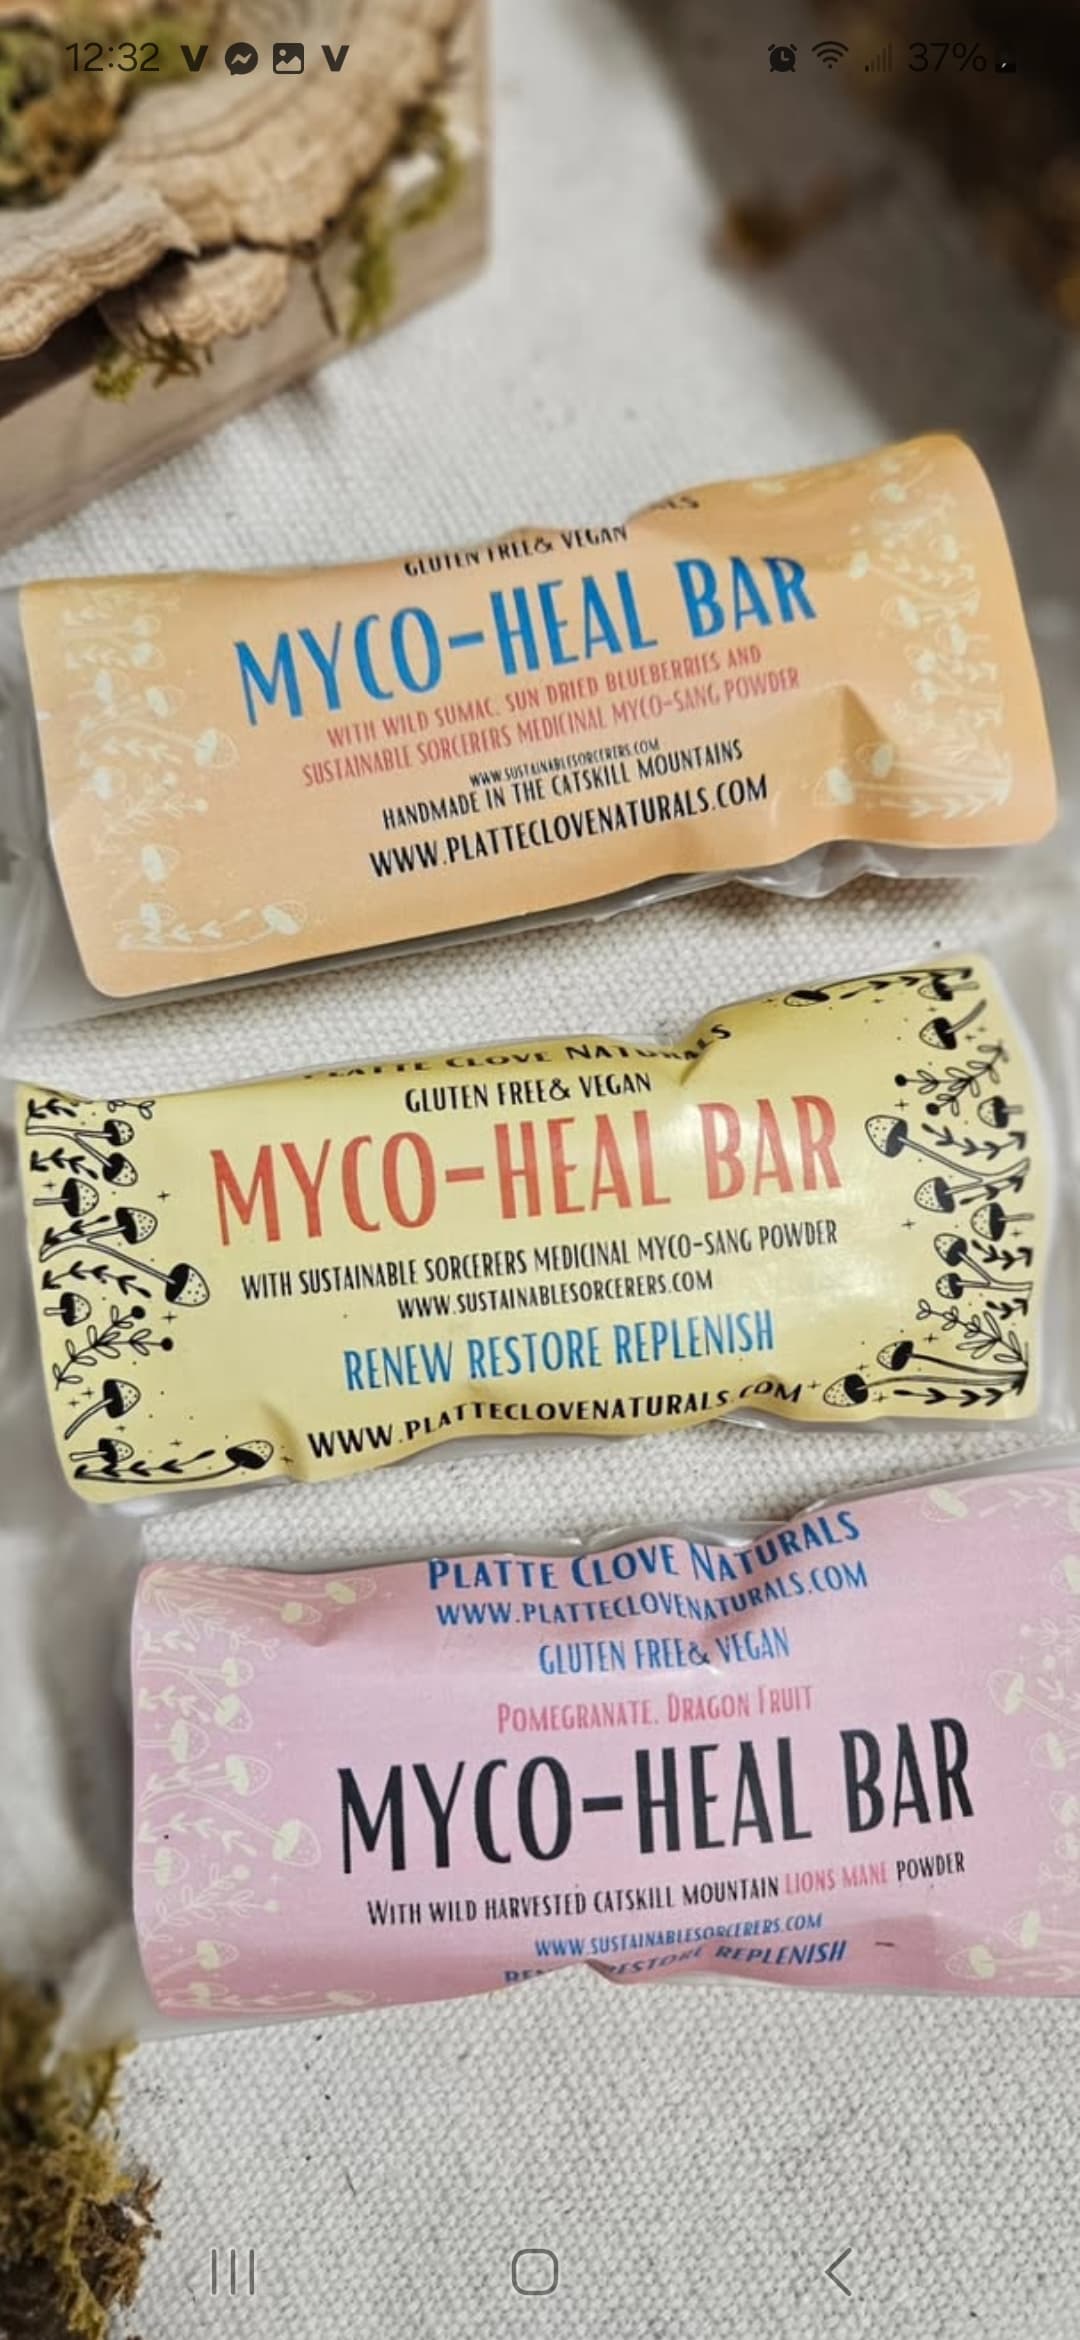 12:32
37%
GLUTEN FREE& VEGAN
MYCO-HEAL BAR
WITH WILD SUMAC, SUN DRIED BLUEBERRIES AND
SUSTAINABLE SORCERERS MEDICINAL MYCO-SANG POWDER
WWW.SUSTAINABLESORCERERS.COM
HANDMADE IN THE CATSKILL MOUNTAINS
WWW.PLATTECLOVENATURALS.COM
PLATTE CLOVE NATURALS
GLUTEN FREE& VEGAN
MYCO-HEAL BAR
WITH SUSTAINABLE SORCERERS MEDICINAL MYCO-SANG POWDER
WWW.SUSTAINABLESORCERERS.COM
RENEW RESTORE REPLENISH
WWW.PLATTECLOVENATURALS.COM
PLATTE CLOVE NATURALS
WWW.PLATTECLOVENATURALS.COM
GLUTEN FREE& VEGAN
POMEGRANATE, DRAGON FRUIT
MYCO-HEAL BAR
WITH WILD HARVESTED CATSKILL MOUNTAIN LIONS MANE POWDER
WWW.SUSTAINABLESORCERERS.COM
RESTORE REPLENISH